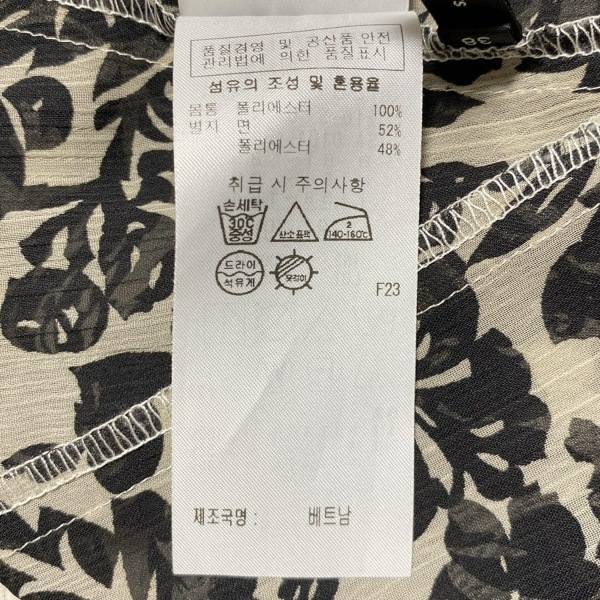 품질경영 및 공산품 안전
관리법에 의한 품질표시
섬유의 조성 및 혼용율
몸통 폴리에스터 100%
별지 면 52%
폴리에스터 48%
취급 시 주의사항
손세탁
30℃
중성
산소표백
5
140-160℃
드라이
석유계
옷걸이
F23
제조국명 : 베트남
S
38